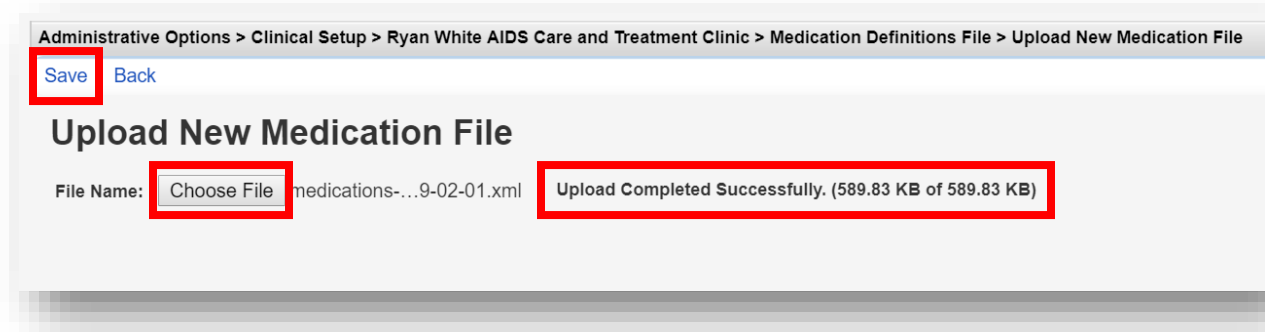 Administrative Options > Clinical Setup > Ryan White AIDS Care and Treatment Clinic > Medication Definitions File > Upload New Medication File
Save Back
Upload New Medication File
File Name: Choose File medications-...9-02-01.xml Upload Completed Successfully. (589.83 KB of 589.83 KB)